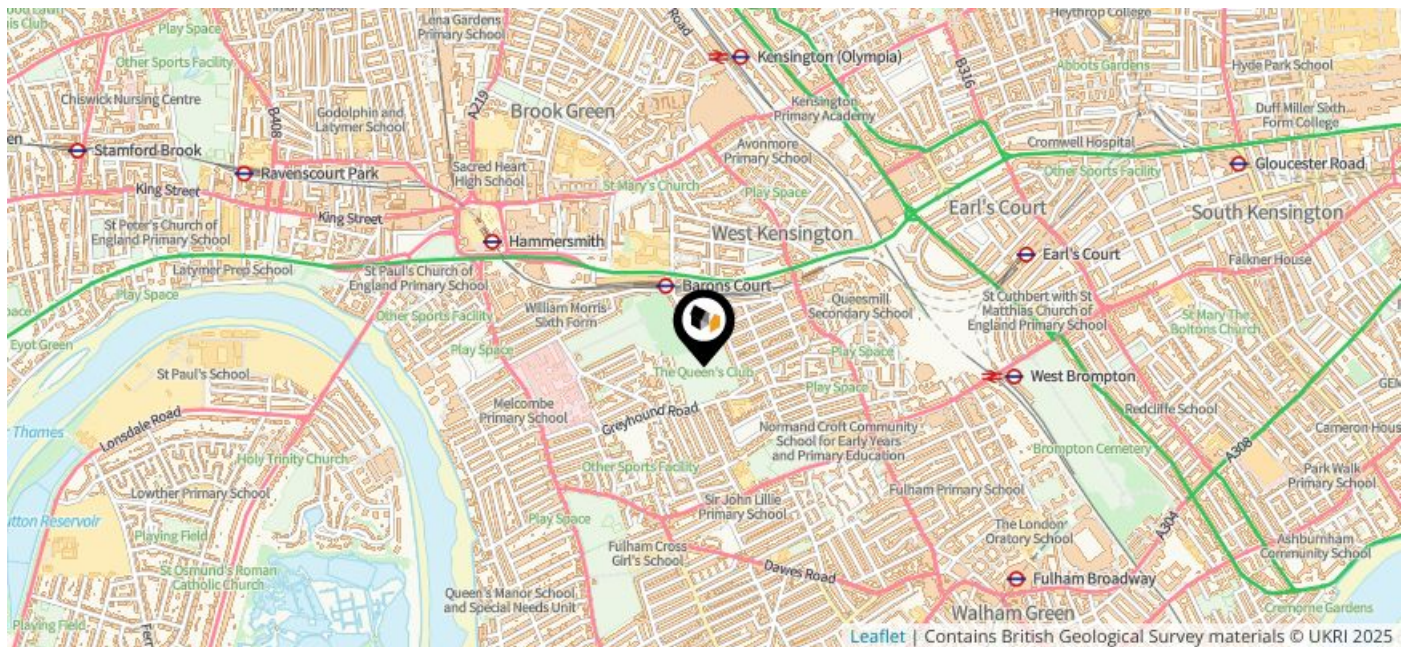 Play Space
Other Sports Facility
Chiswick Nursing Centre
Stamford Brook
Ravenscourt Park
B408
King Street
King Street
Godolphin and
Latymer School
Lena Gardens
Primary School
A219
Brook Green
Sacred Heart
High School
Road
Kensington (Olympia)
Kensington
Primary Academy
Avonmore
Primary School
St Mary's Church
Play Space
B316
Heythrop College
Abbots Gardens
Hyde Park School
Duff Miller Sixth
Form College
Cromwell Hospital
Other Sports Facility
Gloucester Road
Earl's Court
South Kensington
West Kensington
St Peter's Church of
England Primary School
Latymer Prep School
Play Space
Hammersmith
St Paul's Church of
England Primary School
Other Sports Facility
William Morris
Sixth Form
Barons Court
Queesmill
Secondary School
Earl's Court
Falkner House
St Cuthbert with St
Matthias Church of
England Primary School
St Mary The
Boltons Church
Eyot Green
St Paul's School
Lonsdale Road
Thames
Play Space
The Queen's Club
Play Space
Play Space
West Brompton
Melcombe
Primary School
Greyhound Road
Redcliffe School
Normand Croft Community
School for Early Years
and Primary Education
Brompton Cemetery
A308
Cameron House
Park Walk
Primary School
Holy Trinity Church
Lowther Primary School
Other Sports Facility
Sir John Lillie
Primary School
Fulham Primary School
Reservoir
Playing Field
Play Space
The London
Oratory School
A304
Ashburnham
Community School
St Osmund's Roman
Catholic Church
Fulham Cross
Girl's School
Dawes Road
Fulham Broadway
Queen's Manor School
and Special Needs Unit
Walham Green
Cremorne Gardens
Playing Field
Leaflet | Contains British Geological Survey materials © UKRI 2025